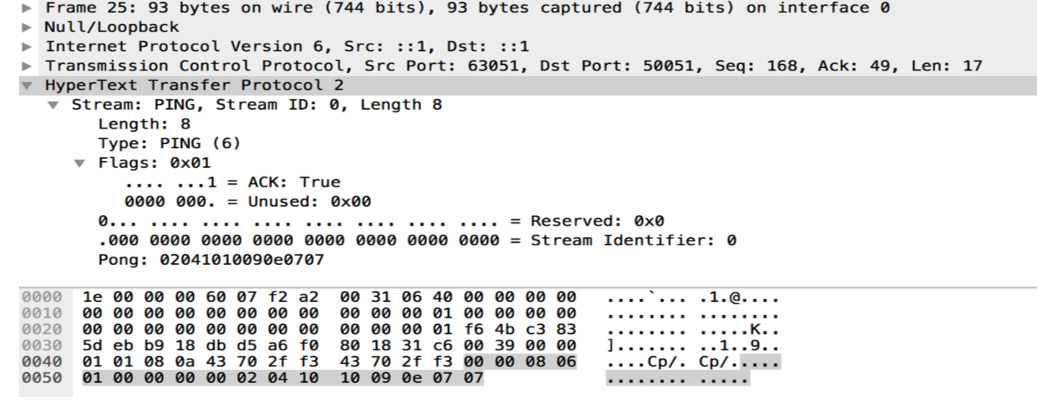 ▶ Frame 25: 93 bytes on wire (744 bits), 93 bytes captured (744 bits) on interface 0
▶ Null/Loopback
▶ Internet Protocol Version 6, Src: ::1, Dst: ::1
▶ Transmission Control Protocol, Src Port: 63051, Dst Port: 50051, Seq: 168, Ack: 49, Len: 17
▼ HyperText Transfer Protocol 2
▼ Stream: PING, Stream ID: 0, Length 8
Length: 8
Type: PING (6)
▼ Flags: 0x01
.... ...1 = ACK: True
0000 000. = Unused: 0x00
0... .... .... .... .... .... .... .... = Reserved: 0x0
.000 0000 0000 0000 0000 0000 0000 0000 = Stream Identifier: 0
Pong: 02041010090e0707
0000 1e 00 00 00 60 07 f2 a2 00 31 06 40 00 00 00 00 ....`... .1.@....
0010 00 00 00 00 00 00 00 00 00 00 00 01 00 00 00 00 ........ ........
0020 00 00 00 00 00 00 00 00 00 00 00 01 f6 4b c3 83 ........ .....K..
0030 5d eb b9 18 db d5 a6 f0 80 18 31 c6 00 39 00 00 ]....... ..1..9..
0040 01 01 08 0a 43 70 2f f3 43 70 2f f3 00 00 08 06 ....Cp/. Cp/.....
0050 01 00 00 00 00 02 04 10 10 09 0e 07 07 ........ .....